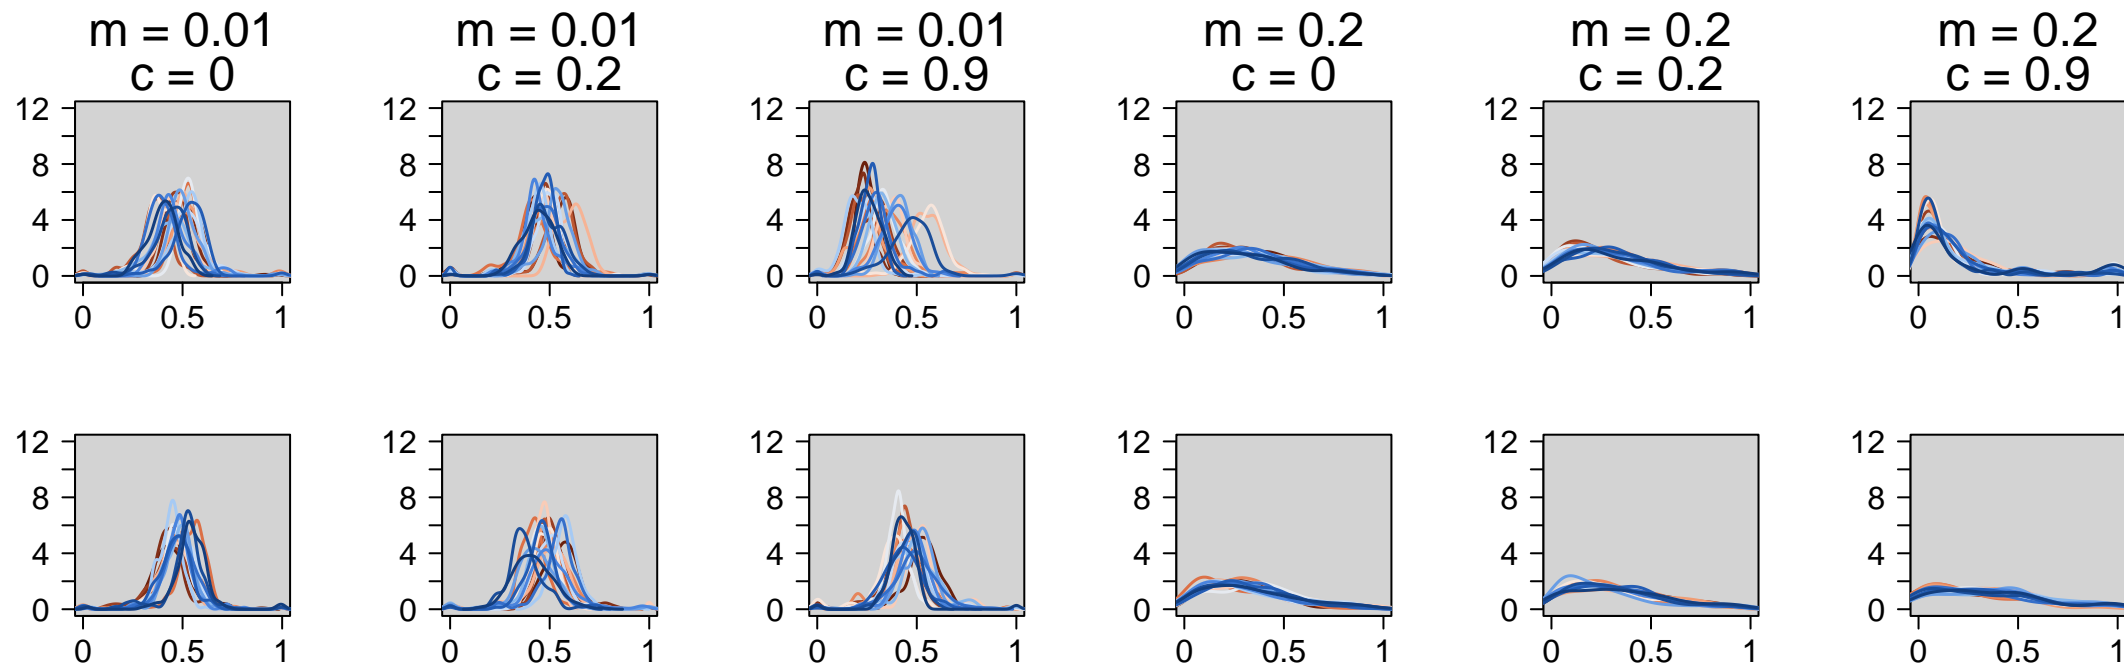 m = 0.01 m = 0.01 m = 0.01 m = 0.2 m = 0.2 m = 0.2
c = 0 c = 0.2 c = 0.9 c = 0 c = 0.2 c = 0.9
12 12 12 12 12 12
8 8 8 8 8 8
4 4 4 4 4 4
0 0 0 0 0 0
0 0.5 1 0 0.5 1 0 0.5 1 0 0.5 1 0 0.5 1 0 0.5 1
12 12 12 12 12 12
8 8 8 8 8 8
4 4 4 4 4 4
0 0 0 0 0 0
0 0.5 1 0 0.5 1 0 0.5 1 0 0.5 1 0 0.5 1 0 0.5 1